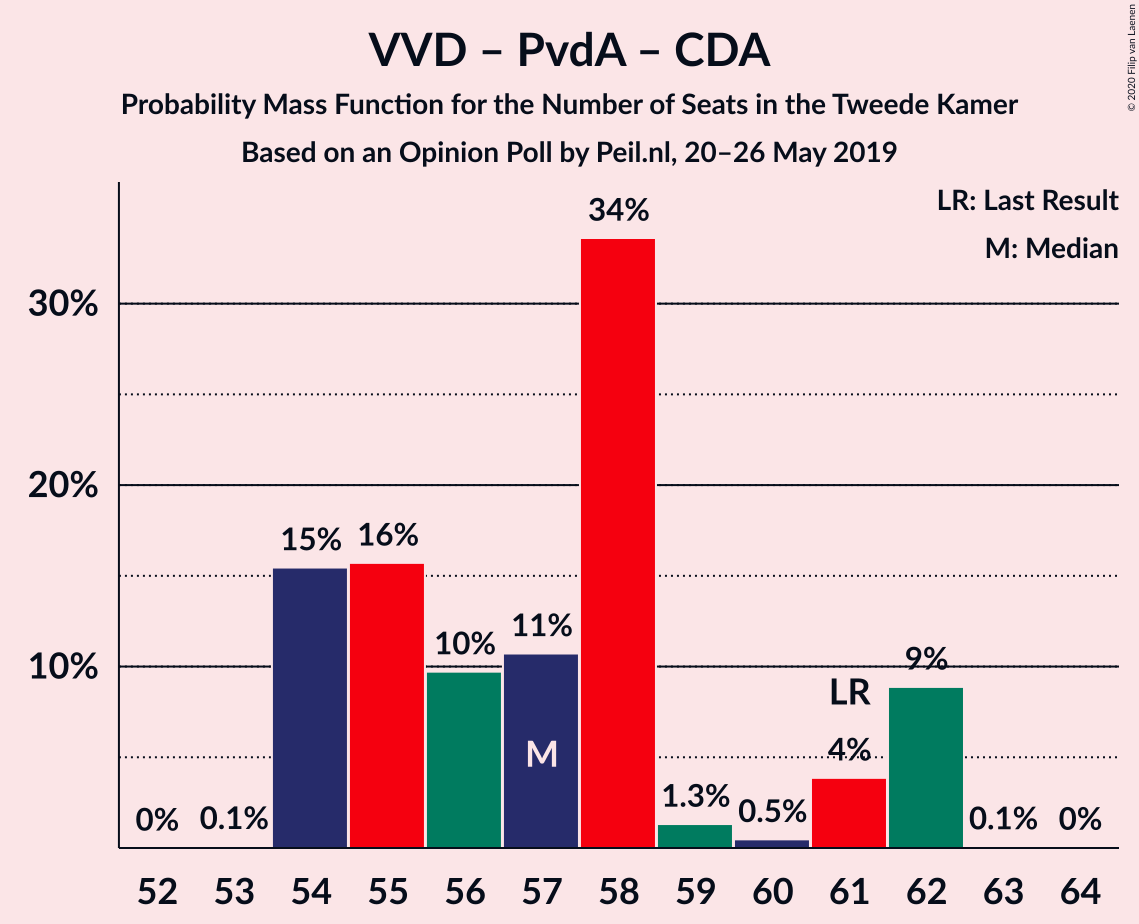 VVD – PvdA – CDA
Probability Mass Function for the Number of Seats in the Tweede Kamer
Based on an Opinion Poll by Peil.nl, 20–26 May 2019
© 2020 Filip van Laenen
LR: Last Result
M: Median
34%
30%
20%
15%
16%
10%
11%
10%
9%
LR
M
4%
0%
0.1%
1.3%
0.5%
0.1%
0%
52 53 54 55 56 57 58 59 60 61 62 63 64